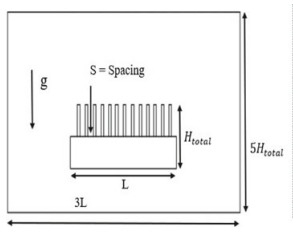 S = Spacing
g
H_total
5H_total
L
3L